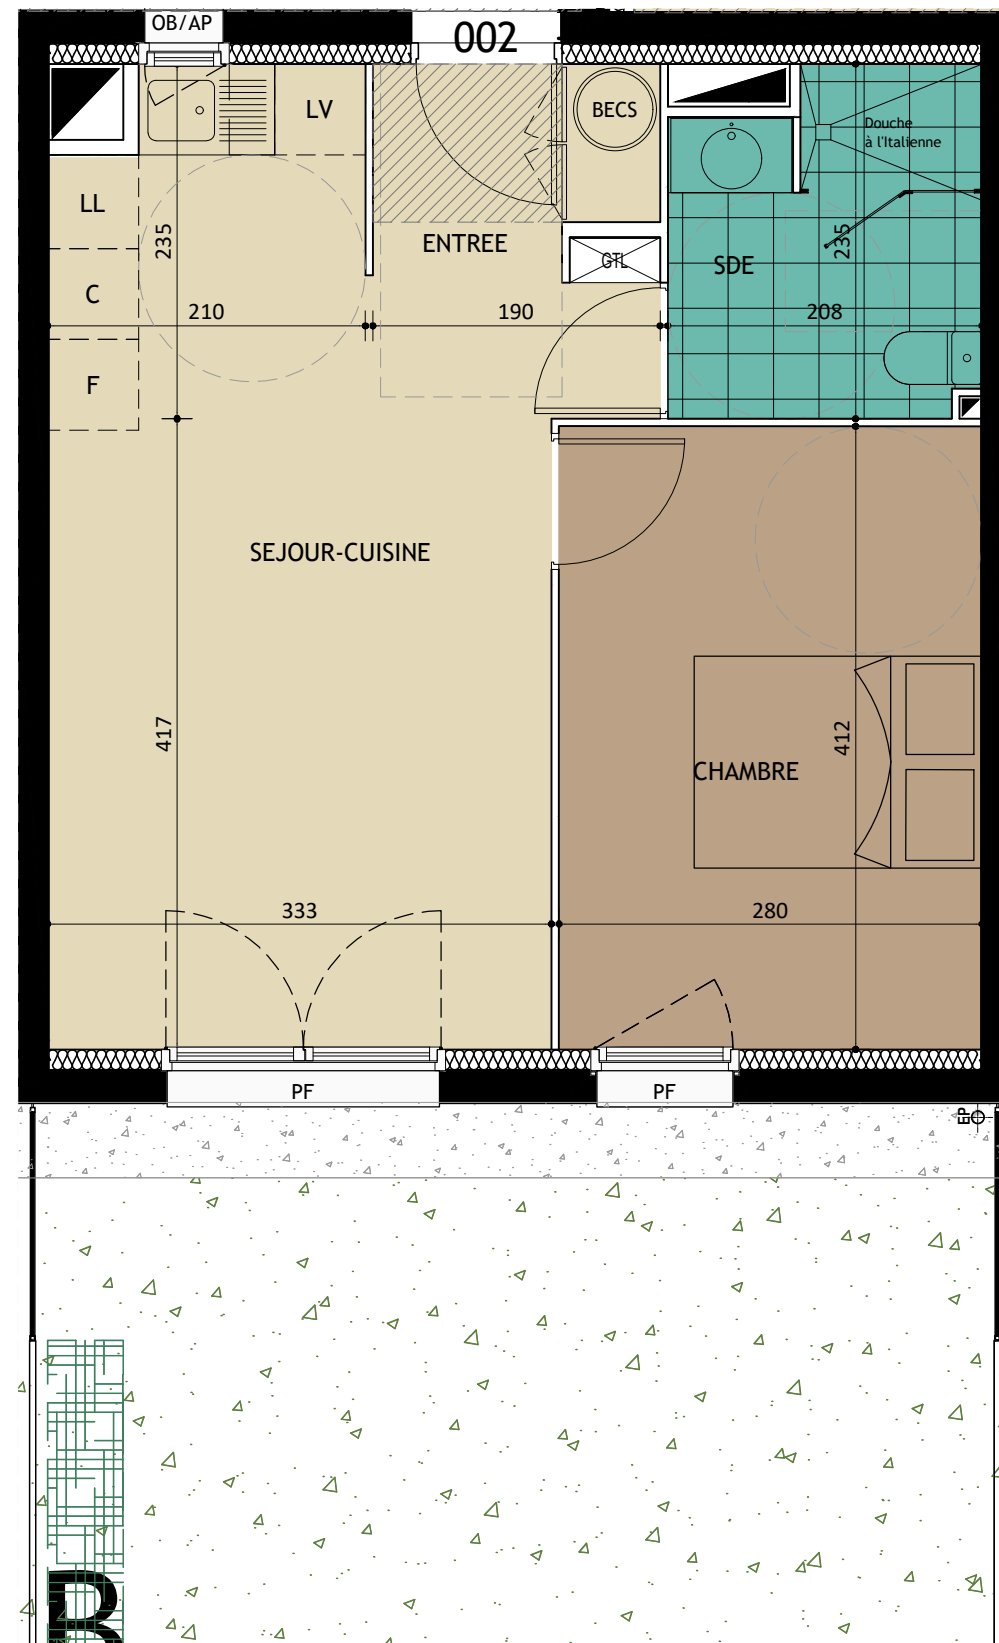 OB/AP
002
LV
BECS
Douche
à l'Italienne
LL
235
ENTREE
GTL
SDE
235
C
210
190
208
F
SEJOUR-CUISINE
417
412
CHAMBRE
333
280
PF
PF
EP
B